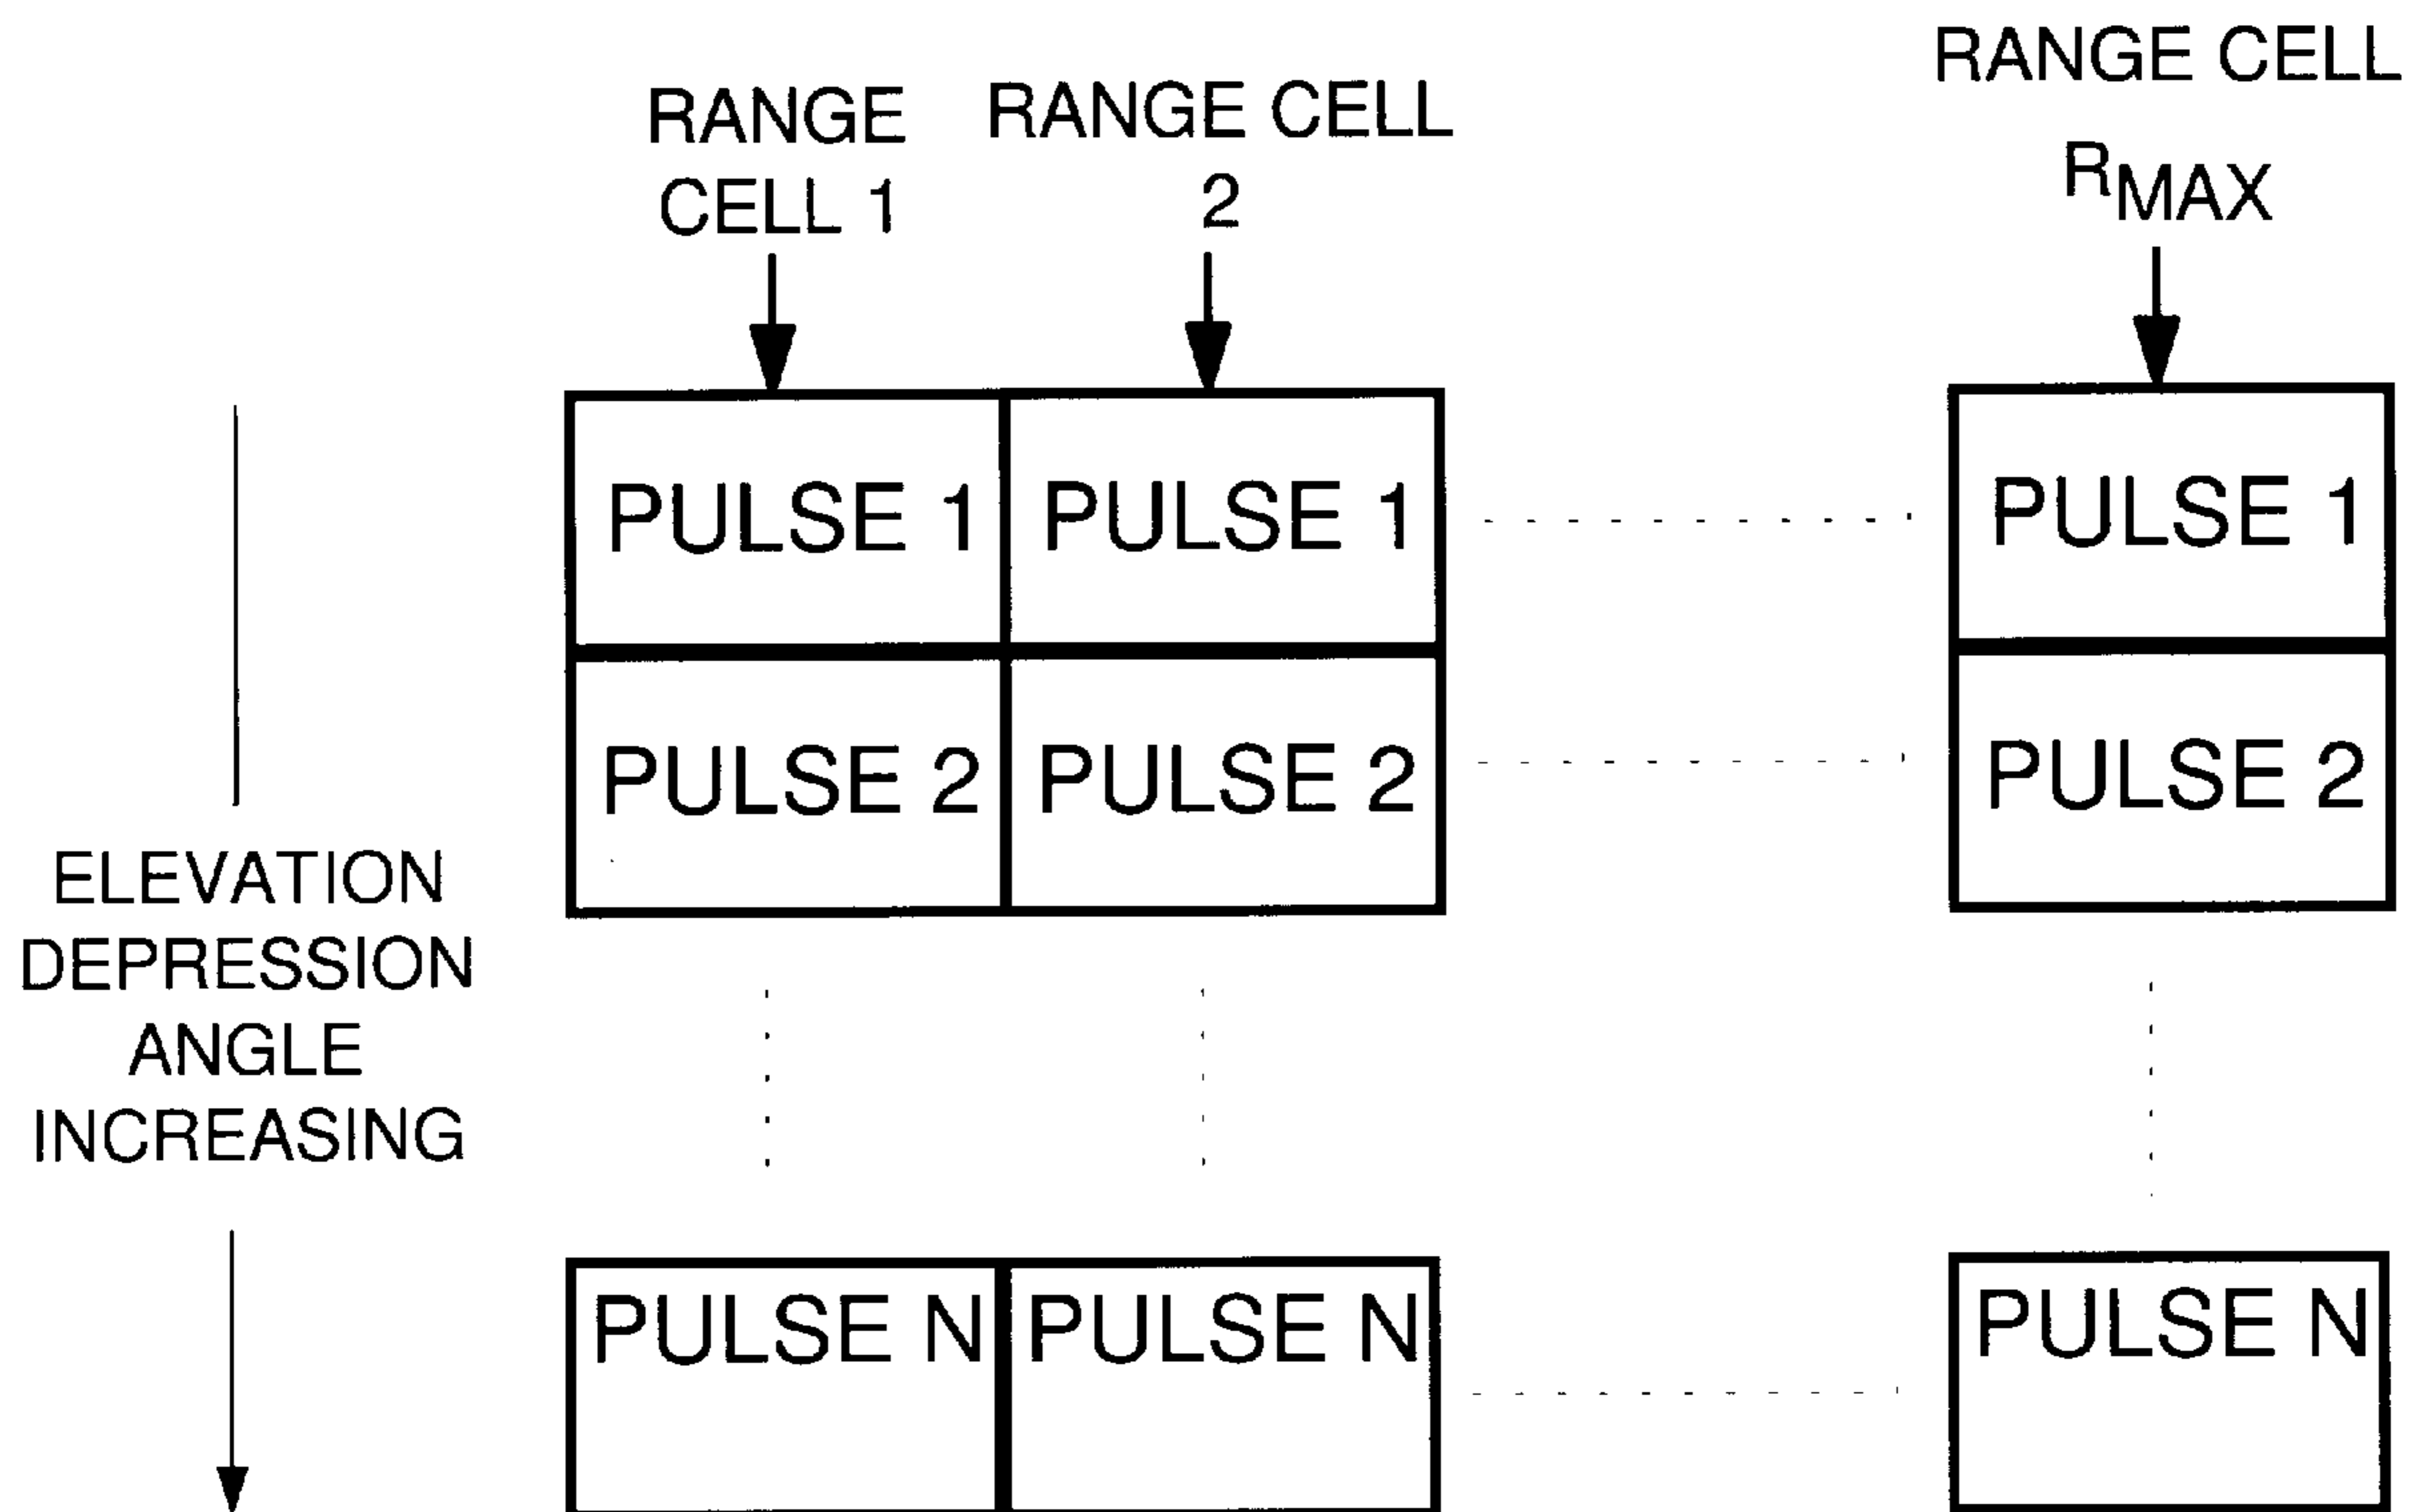 RANGE CELL
RMAX
RANGE
CELL 1
RANGE CELL
2
PULSE 1
PULSE 1
PULSE 1
PULSE 2
PULSE 2
PULSE 2
ELEVATION
DEPRESSION
ANGLE
INCREASING
PULSE N
PULSE N
PULSE N